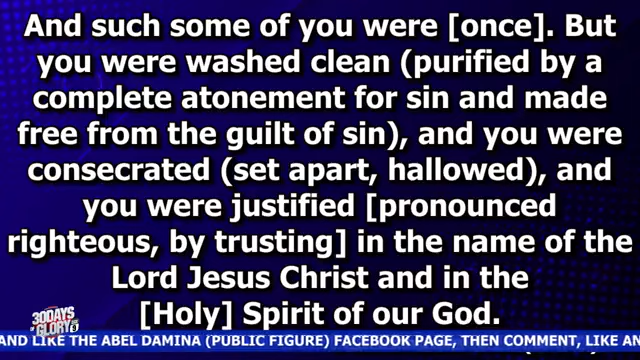 And such some of you were [once]. But
you were washed clean (purified by a
complete atonement for sin and made
free from the guilt of sin), and you were
consecrated (set apart, hallowed), and
you were justified [pronounced
righteous, by trusting] in the name of the
Lord Jesus Christ and in the
[Holy] Spirit of our God.
30DAYS
OF GLORY
AND LIKE THE ABEL DAMINA (PUBLIC FIGURE) FACEBOOK PAGE, THEN COMMENT, LIKE AN